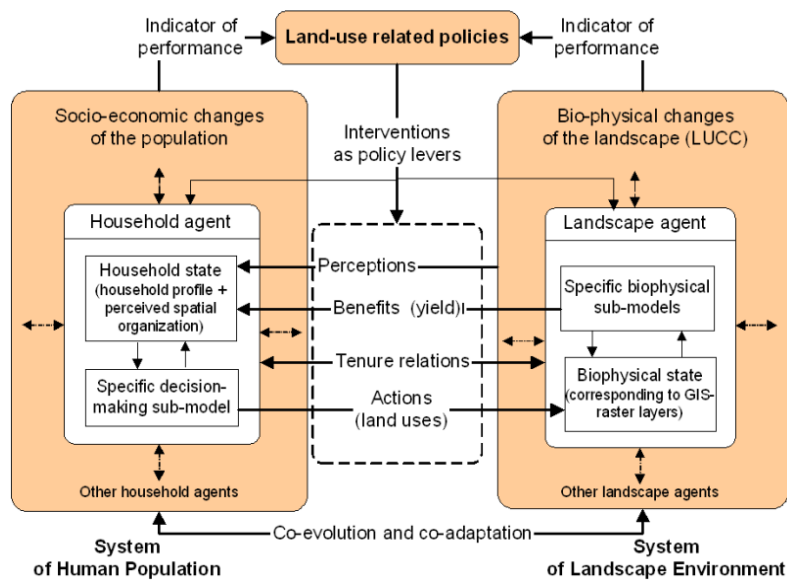 Indicator of
performance
Land-use related policies
Indicator of
performance
Socio-economic changes
of the population
Interventions
as policy levers
Bio-physical changes
of the landscape (LUCC)
Household agent
Household state
(household profile +
perceived spatial
organization)
Specific decision-
making sub-model
Other household agents
Perceptions
Benefits (yield)
Tenure relations
Actions
(land uses)
Landscape agent
Specific biophysical
sub-models
Biophysical state
(corresponding to GIS-
raster layers)
Other landscape agents
Co-evolution and co-adaptation
System
of Human Population
System
of Landscape Environment